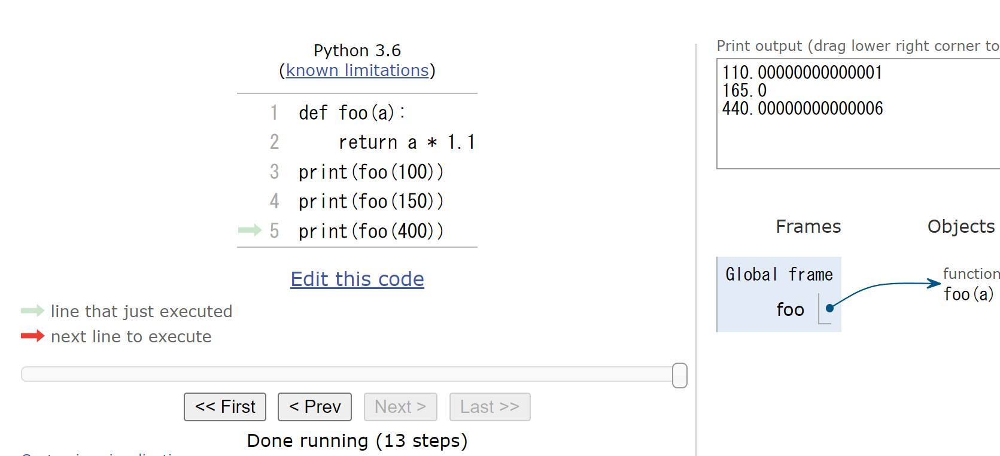 Python 3.6
(known limitations)
1 def foo(a):
2     return a * 1.1
3 print(foo(100))
4 print(foo(150))
5 print(foo(400))
Edit this code
line that just executed
next line to execute
<< First < Prev Next > Last >>
Done running (13 steps)
Print output (drag lower right corner to
110.00000000000001
165.0
440.00000000000006
Frames Objects
Global frame
foo
function
foo(a)